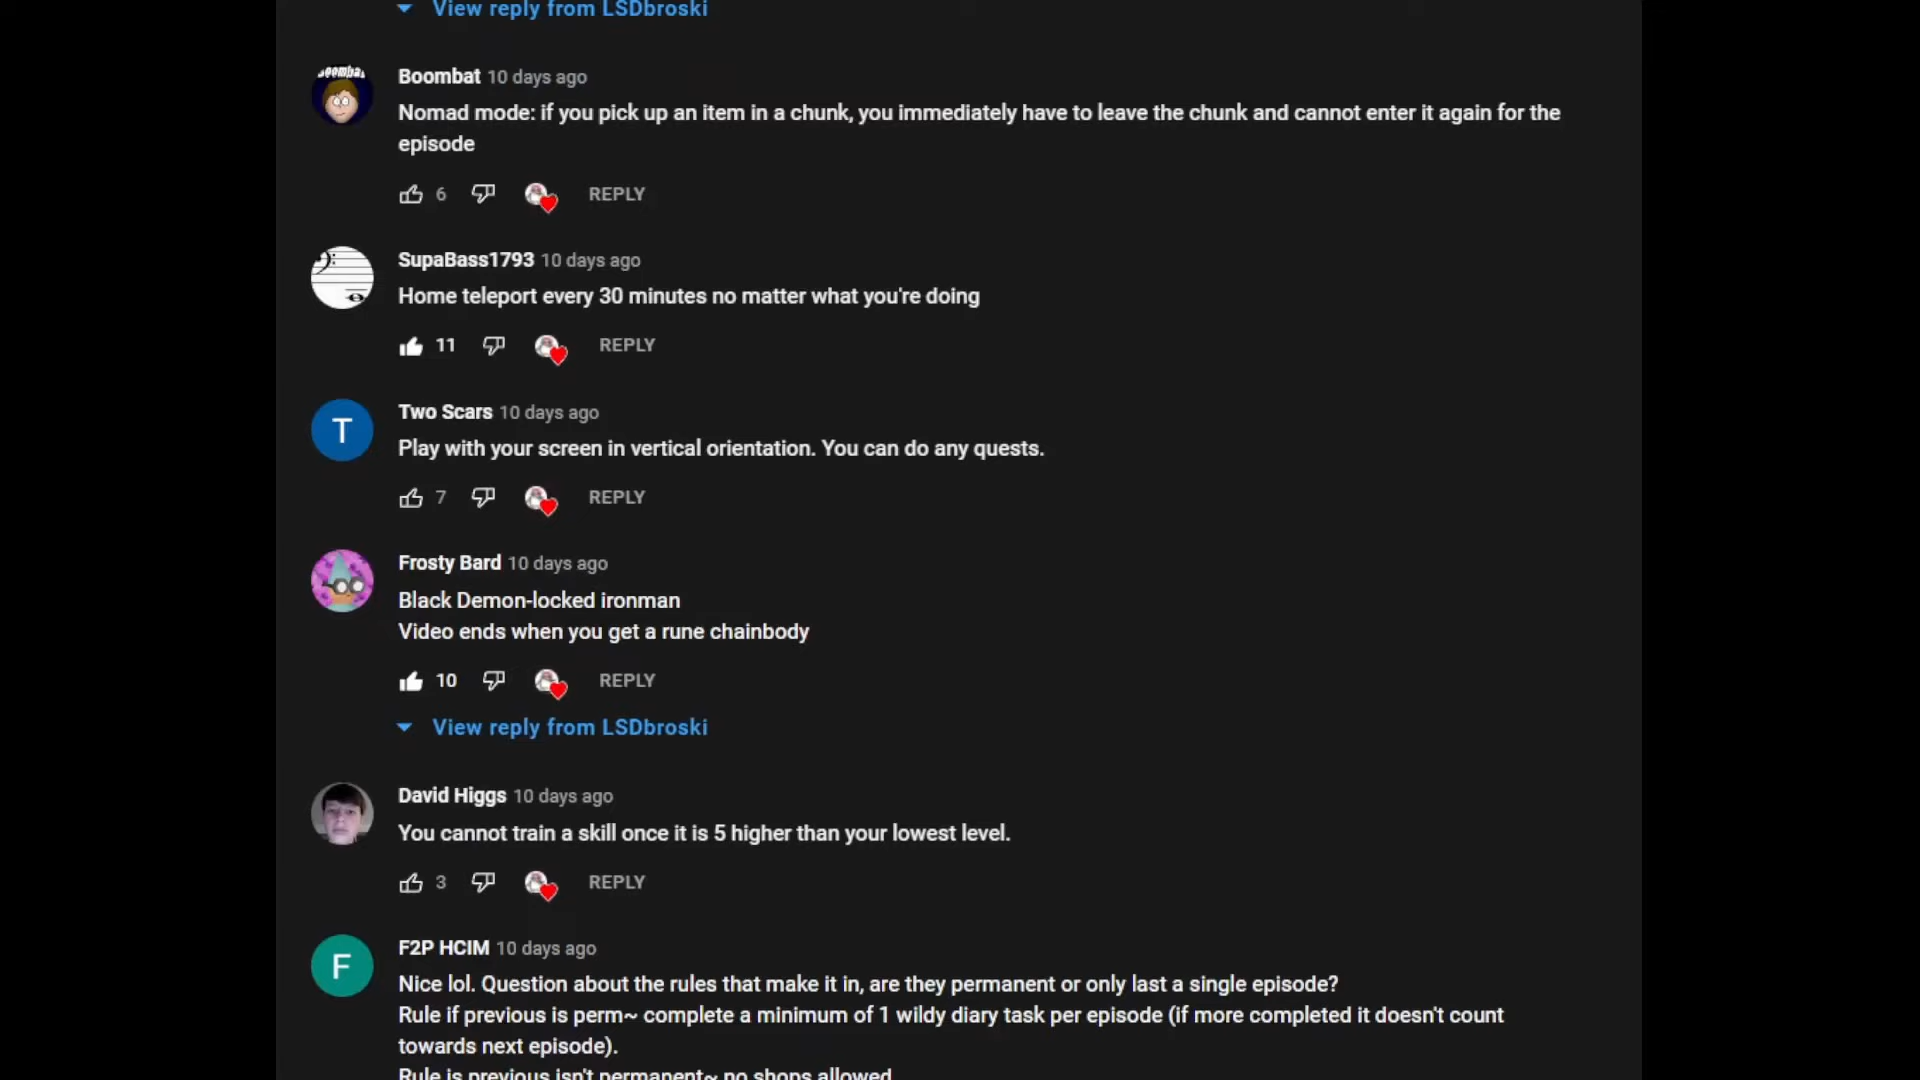 View reply from LSDbroski
Boombat 10 days ago
Nomad mode: if you pick up an item in a chunk, you immediately have to leave the chunk and cannot enter it again for the
episode
6 REPLY
SupaBass1793 10 days ago
Home teleport every 30 minutes no matter what you're doing
11 REPLY
T
Two Scars 10 days ago
Play with your screen in vertical orientation. You can do any quests.
7 REPLY
Frosty Bard 10 days ago
Black Demon-locked ironman
Video ends when you get a rune chainbody
10 REPLY
View reply from LSDbroski
David Higgs 10 days ago
You cannot train a skill once it is 5 higher than your lowest level.
3 REPLY
F
F2P HCIM 10 days ago
Nice lol. Question about the rules that make it in, are they permanent or only last a single episode?
Rule if previous is perm~ complete a minimum of 1 wildy diary task per episode (if more completed it doesn't count
towards next episode).
Rule is previous isn't permanent~ no shops allowed